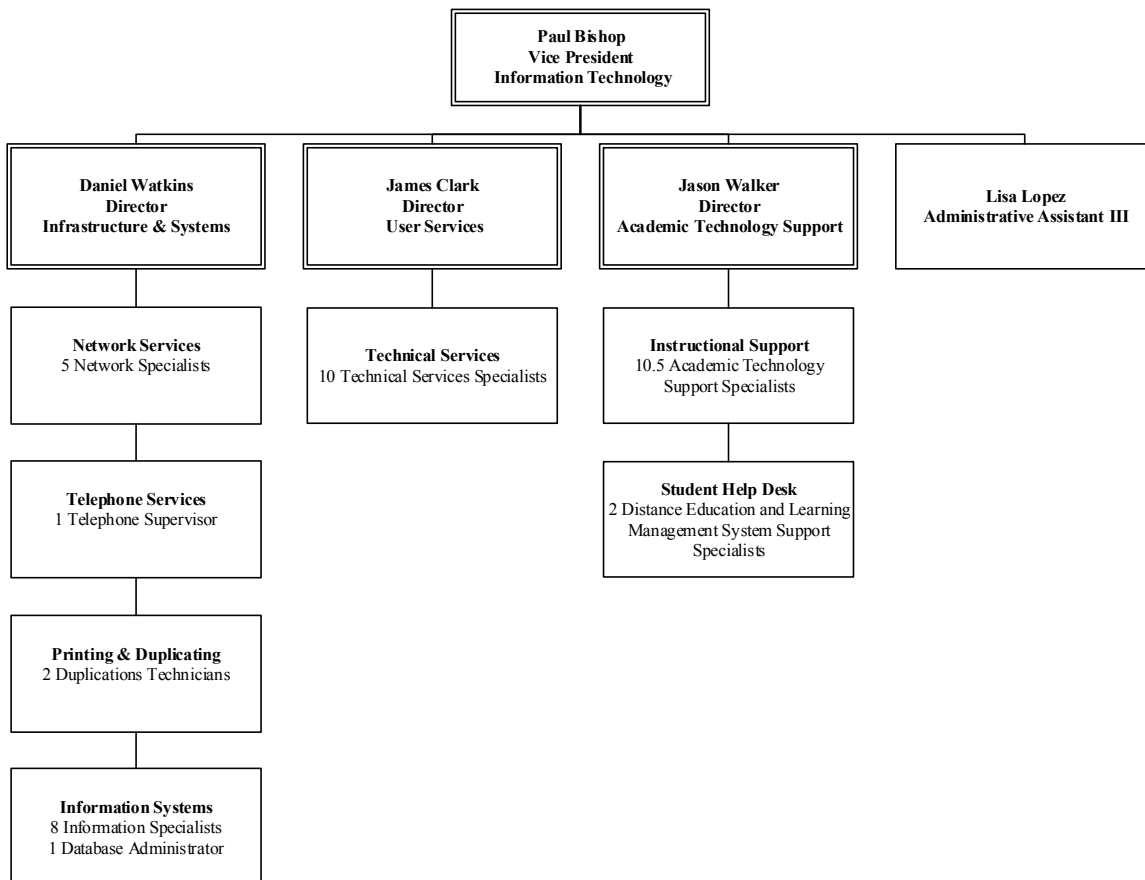 Paul Bishop
Vice President
Information Technology
Daniel Watkins
Director
Infrastructure & Systems
James Clark
Director
User Services
Jason Walker
Director
Academic Technology Support
Lisa Lopez
Administrative Assistant III
Network Services
5 Network Specialists
Technical Services
10 Technical Services Specialists
Instructional Support
10.5 Academic Technology
Support Specialists
Telephone Services
1 Telephone Supervisor
Student Help Desk
2 Distance Education and Learning
Management System Support
Specialists
Printing & Duplicating
2 Duplications Technicians
Information Systems
8 Information Specialists
1 Database Administrator